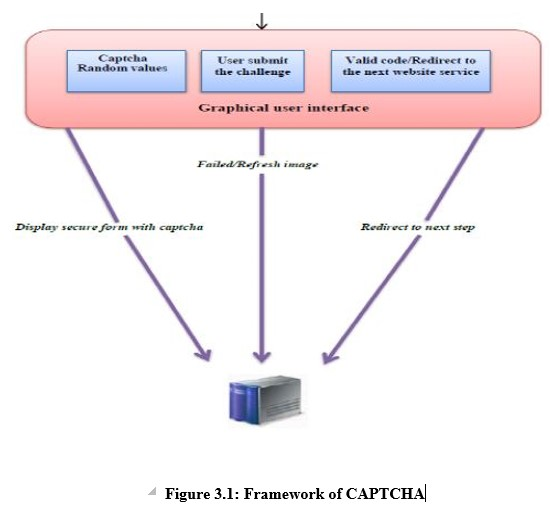 Captcha
Random values
User submit
the challenge
Valid code/Redirect to
the next website service
Graphical user interface
Failed/Refresh image
Display secure form with captcha
Redirect to next step
Figure 3.1: Framework of CAPTCHA